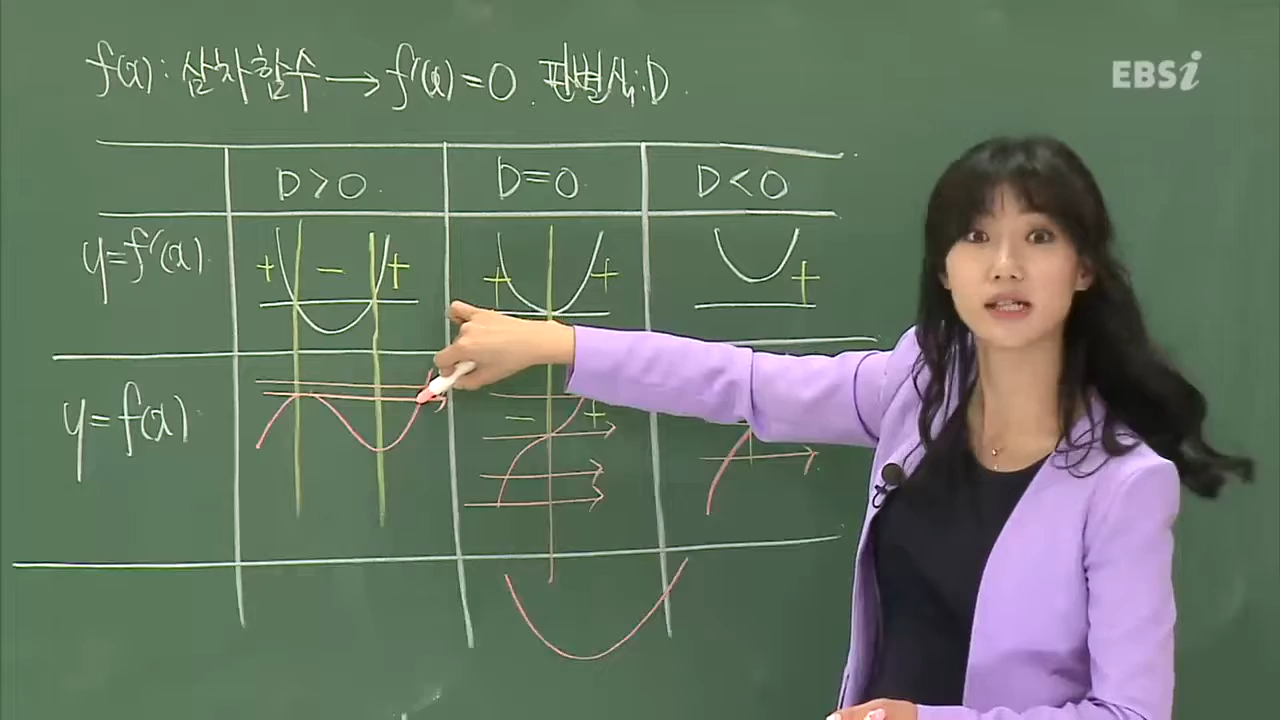 f(x) : 삼차함수 → f'(x) = 0 판별식 : D
EBSi
D > 0 D = 0 D < 0
y = f'(x)
+ - + + + +
y = f(x)
- +